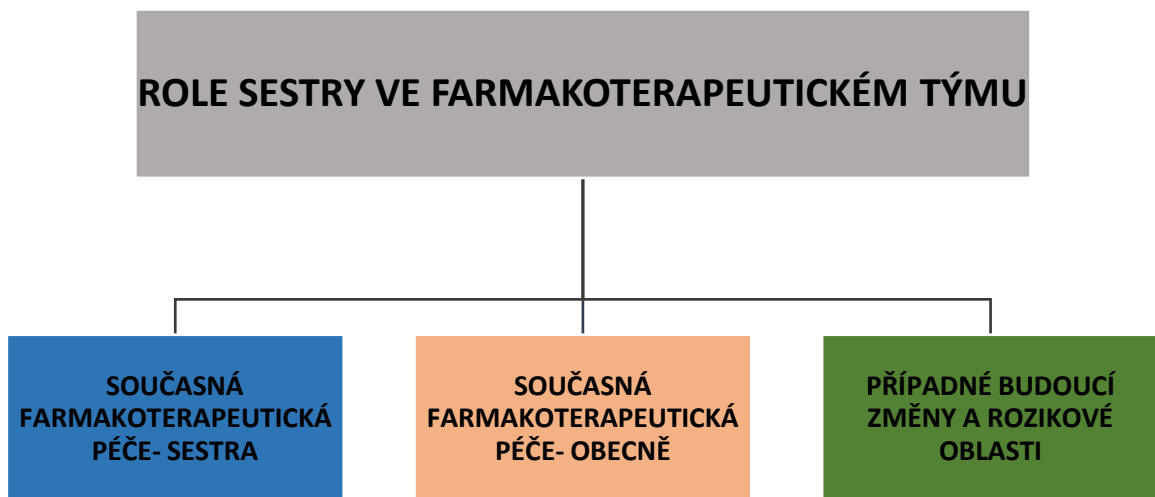 ROLE SESTRY VE FARMAKOTERAPEUTICKÉM TÝMU
SOUČASNÁ
FARMAKOTERAPEUTICKÁ
PÉČE- SESTRA
SOUČASNÁ
FARMAKOTERAPEUTICKÁ
PÉČE- OBECNĚ
PŘÍPADNÉ BUDOUCÍ
ZMĚNY A ROZIKOVÉ
OBLASTI